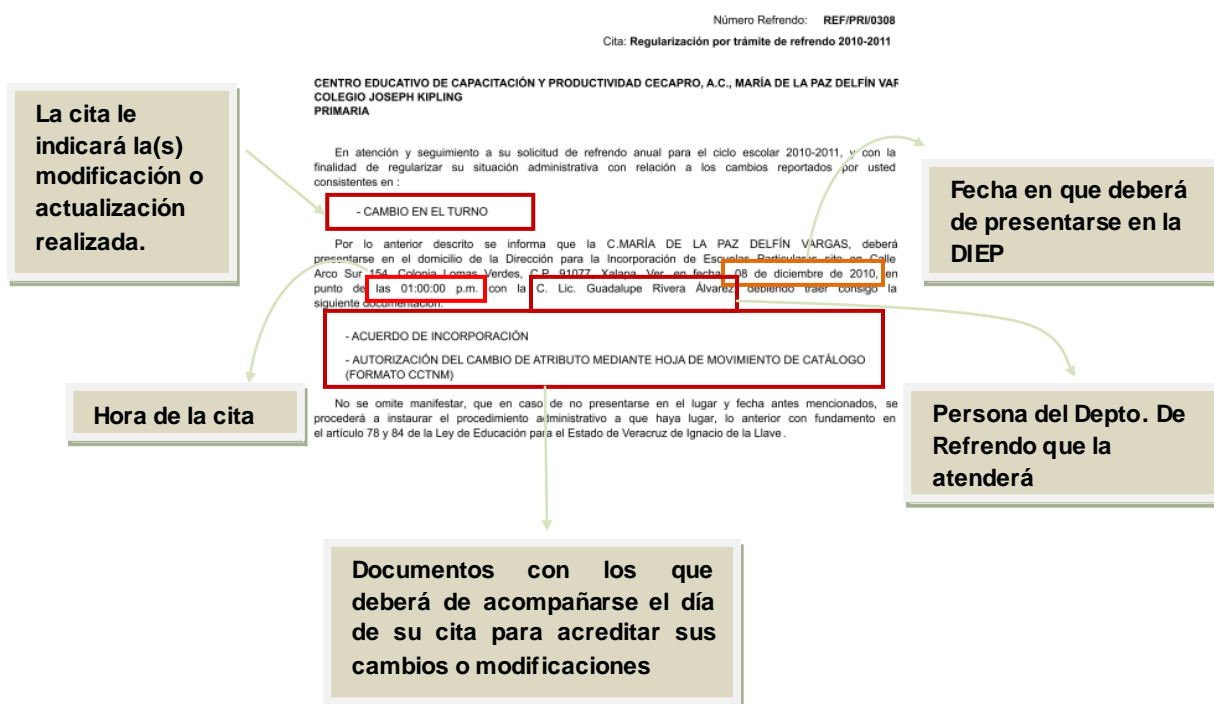 Número Refrendo: REF/PRI/0308
Cita: Regularización por trámite de refrendo 2010-2011
CENTRO EDUCATIVO DE CAPACITACIÓN Y PRODUCTIVIDAD CECAPRO, A.C., MARÍA DE LA PAZ DELFÍN VAR
COLEGIO JOSEPH KIPLING
PRIMARIA
La cita le
indicará la(s)
modificación o
actualización
realizada.
En atención y seguimiento a su solicitud de refrendo anual para el ciclo escolar 2010-2011, y con la
finalidad de regularizar su situación administrativa con relación a los cambios reportados por usted
consistentes en :
- CAMBIO EN EL TURNO
Fecha en que deberá
de presentarse en la
DIEP
Por lo anterior descrito se informa que la C.MARÍA DE LA PAZ DELFÍN VARGAS, deberá
presentarse en el domicilio de la Dirección para la Incorporación de Escuelas Particulares sito en Calle
Arco Sur 154, Colonia Lomas Verdes, C.P. 91077, Xalapa, Ver. en fecha 08 de diciembre de 2010, en
punto de las 01:00:00 p.m. con la C. Lic. Guadalupe Rivera Álvarez, debiendo traer consigo la
siguiente documentación:
- ACUERDO DE INCORPORACIÓN
- AUTORIZACIÓN DEL CAMBIO DE ATRIBUTO MEDIANTE HOJA DE MOVIMIENTO DE CATÁLOGO
(FORMATO CCTNM)
Hora de la cita
No se omite manifestar, que en caso de no presentarse en el lugar y fecha antes mencionados, se
procederá a instaurar el procedimiento administrativo a que haya lugar, lo anterior con fundamento en
el artículo 78 y 84 de la Ley de Educación para el Estado de Veracruz de Ignacio de la Llave.
Persona del Depto. De
Refrendo que la
atenderá
Documentos con los que
deberá de acompañarse el día
de su cita para acreditar sus
cambios o modificaciones